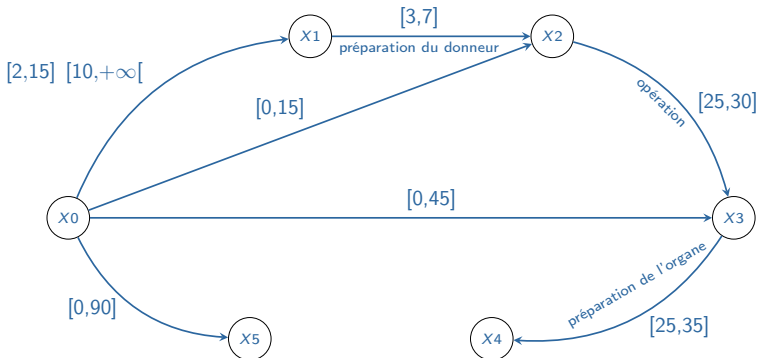 [3,7]
X1
X2
préparation du donneur
[2,15] [10,+∞[
[0,15]
opération
[25,30]
[0,45]
X0
X3
préparation de l'organe
[0,90]
[25,35]
X5
X4